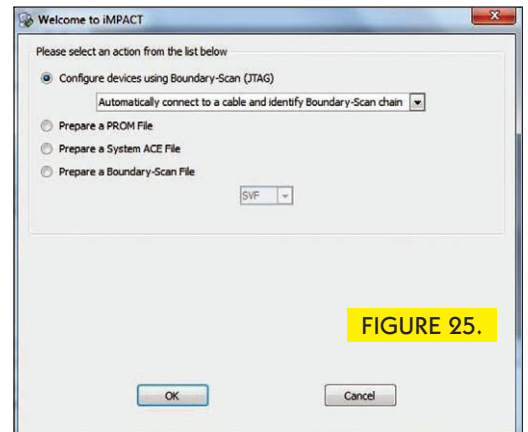 Welcome to iMPACT
Please select an action from the list below
Configure devices using Boundary-Scan (JTAG)
Automatically connect to a cable and identify Boundary-Scan chain
Prepare a PROM File
Prepare a System ACE File
Prepare a Boundary-Scan File
SVF
FIGURE 25.
OK
Cancel